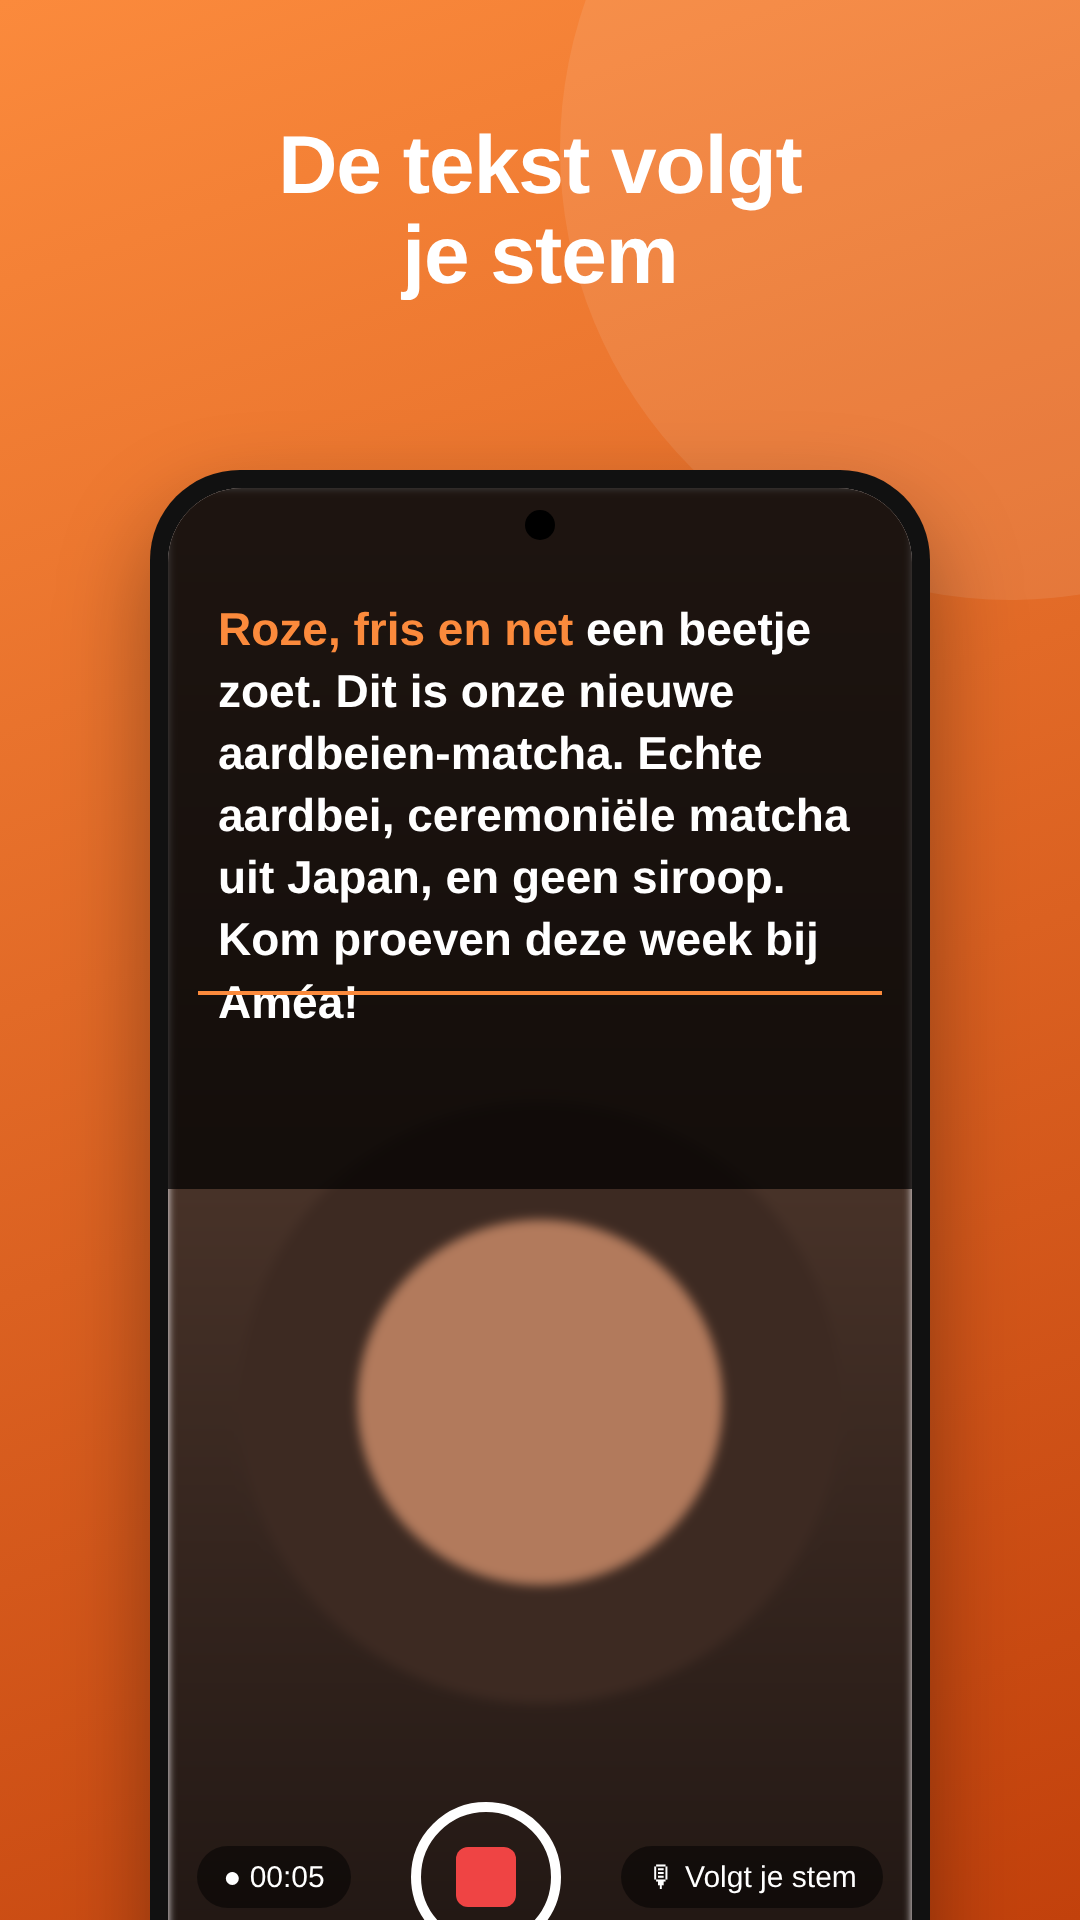 De tekst volgt
je stem
Roze, fris en net een beetje
zoet. Dit is onze nieuwe
aardbeien-matcha. Echte
aardbei, ceremoniële matcha
uit Japan, en geen siroop.
Kom proeven deze week bij
Améa!
● 00:05
🎙 Volgt je stem